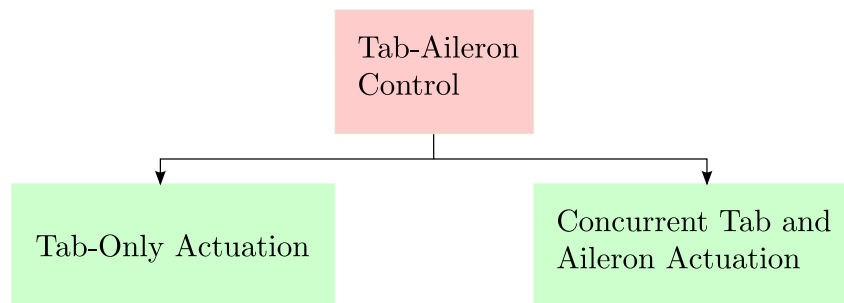 Tab-Aileron
Control
Tab-Only Actuation
Concurrent Tab and
Aileron Actuation